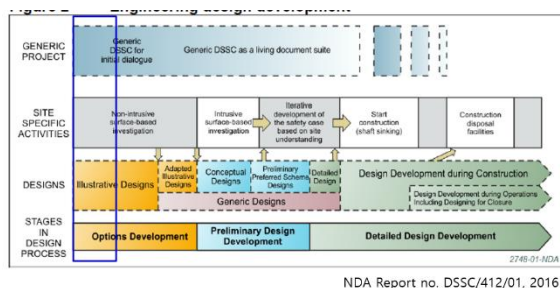 GENERIC
PROJECT
Generic
DSSC for
initial dialogue
Generic DSSC as a living document suite
SITE
SPECIFIC
ACTIVITIES
Non-intrusive
surface-based
investigation
Intrusive
surface-based
investigation
Iterative
development of
the safety case
based on site
understanding
Start
construction
(shaft sinking)
Construction
disposal
facilities
DESIGNS
Illustrative Designs
Adapted
Illustrative
Designs
Conceptual
Designs
Preliminary
Preferred Scheme
Designs
Detailed
Design
Design Development during Construction
Generic Designs
Design Development during Operations
Including Designing for Closure
STAGES
IN DESIGN
PROCESS
Options Development
Preliminary Design
Development
Detailed Design Development
2748-01-NDA
NDA Report no. DSSC/412/01, 2016